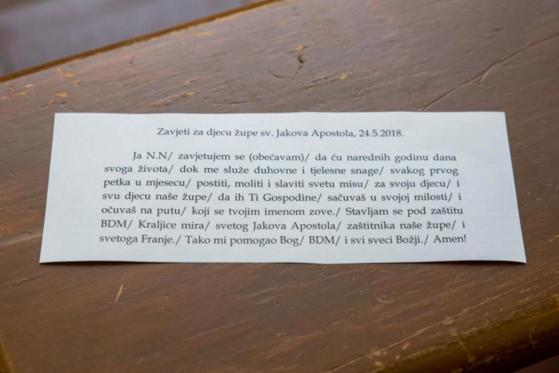 Zavjeti za djecu župe sv. Jakova Apostola, 24.5.2018.
Ja N.N/ zavjetujem se (obećavam)/ da ću narednih godinu dana
svoga života/ dok me služe duhovne i tjelesne snage/ svakog prvog
petka u mjesecu/ postiti, moliti i slaviti svetu misu/ za svoju djecu/ i
svu djecu naše župe/ da ih Ti Gospodine/ sačuvaš u svojoj milosti/ i
očuvaš na putu/ koji se tvojim imenom zove./ Stavljam se pod zaštitu
BDM/ Kraljice mira/ svetog Jakova Apostola/ zaštitnika naše župe/ i
svetoga Franje./ Tako mi pomogao Bog/ BDM/ i svi sveci Božji./ Amen!